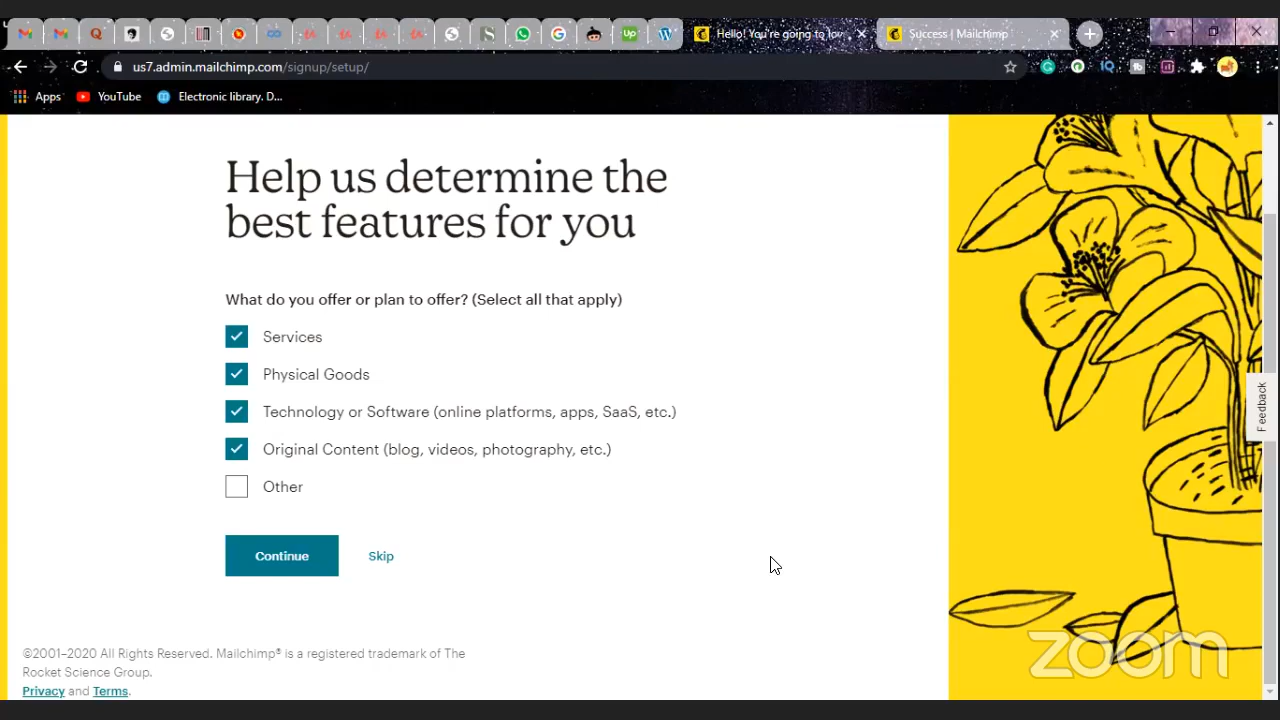 Hello! You're going to lov
Success | Mailchimp
us7.admin.mailchimp.com/signup/setup/
Apps
YouTube
Electronic library. D...
Help us determine the
best features for you
What do you offer or plan to offer? (Select all that apply)
Services
Physical Goods
Technology or Software (online platforms, apps, SaaS, etc.)
Original Content (blog, videos, photography, etc.)
Other
Continue
Skip
Feedback
©2001–2020 All Rights Reserved. Mailchimp® is a registered trademark of The
Rocket Science Group.
Privacy and Terms.
zoom